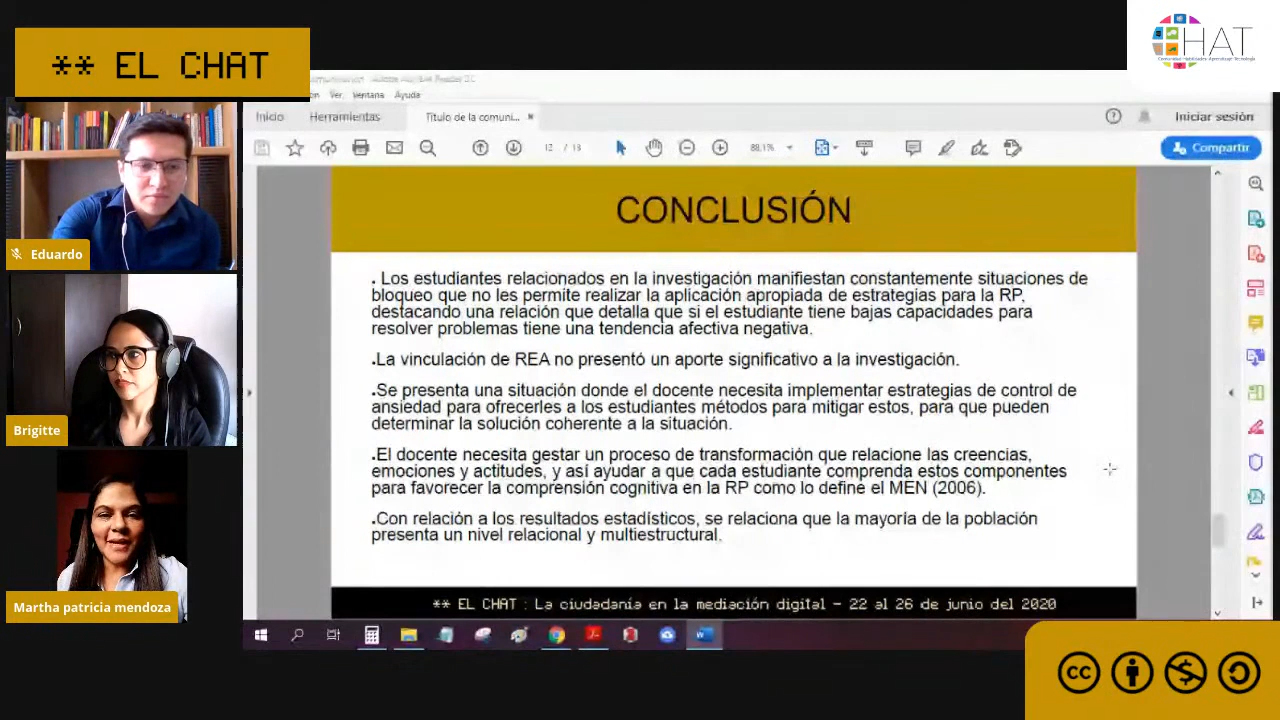 ** EL CHAT
CHAT
Ver Ventana Ayuda
Inicio Herramientas Título de la comuni... × Iniciar sesión
12 / 13 88,1% Compartir
CONCLUSIÓN
. Los estudiantes relacionados en la investigación manifiestan constantemente situaciones de
bloqueo que no les permite realizar la aplicación apropiada de estrategias para la RP,
destacando una relación que detalla que si el estudiante tiene bajas capacidades para
resolver problemas tiene una tendencia afectiva negativa.
.La vinculación de REA no presentó un aporte significativo a la investigación.
.Se presenta una situación donde el docente necesita implementar estrategias de control de
ansiedad para ofrecerles a los estudiantes métodos para mitigar estos, para que pueden
determinar la solución coherente a la situación.
.El docente necesita gestar un proceso de transformación que relacione las creencias,
emociones y actitudes, y así ayudar a que cada estudiante comprenda estos componentes
para favorecer la comprensión cognitiva en la RP como lo define el MEN (2006).
.Con relación a los resultados estadísticos, se relaciona que la mayoría de la población
presenta un nivel relacional y multiestructural.
** EL CHAT : La ciudadanía en la mediación digital - 22 al 26 de junio del 2020
Eduardo
Brigitte
Martha patricia mendoza
cc